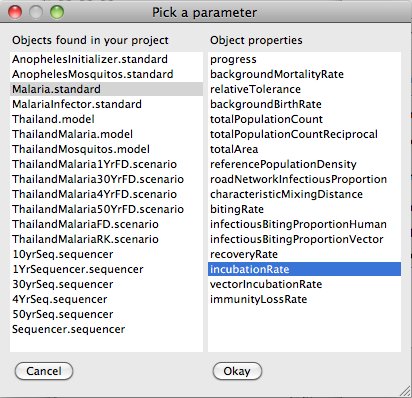 Pick a parameter
Objects found in your project
AnophelesInitializer.standard
AnophelesMosquitos.standard
Malaria.standard
MalariaInfector.standard
Thailand.model
ThailandMalaria.model
ThailandMosquitos.model
ThailandMalaria1YrFD.scenario
ThailandMalaria30YrFD.scenario
ThailandMalaria4YrFD.scenario
ThailandMalaria50YrFD.scenario
ThailandMalariaFD.scenario
ThailandMalariaRK.scenario
10yrSeq.sequencer
1YrSequencer.sequencer
30yrSeq.sequencer
4YrSeq.sequencer
50yrSeq.sequencer
Sequencer.sequencer
Cancel
Object properties
progress
backgroundMortalityRate
relativeTolerance
backgroundBirthRate
totalPopulationCount
totalPopulationCountReciprocal
totalArea
referencePopulationDensity
roadNetworkInfectiousProportion
characteristicMixingDistance
bitingRate
infectiousBitingProportionHuman
infectiousBitingProportionVector
recoveryRate
incubationRate
vectorIncubationRate
immunityLossRate
Okay